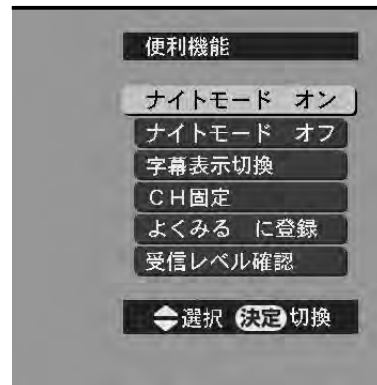 便利機能
ナイトモード　オン
ナイトモード　オフ
字幕表示切換
ＣＨ固定
よくみる　に登録
受信レベル確認
選択 決定 切換